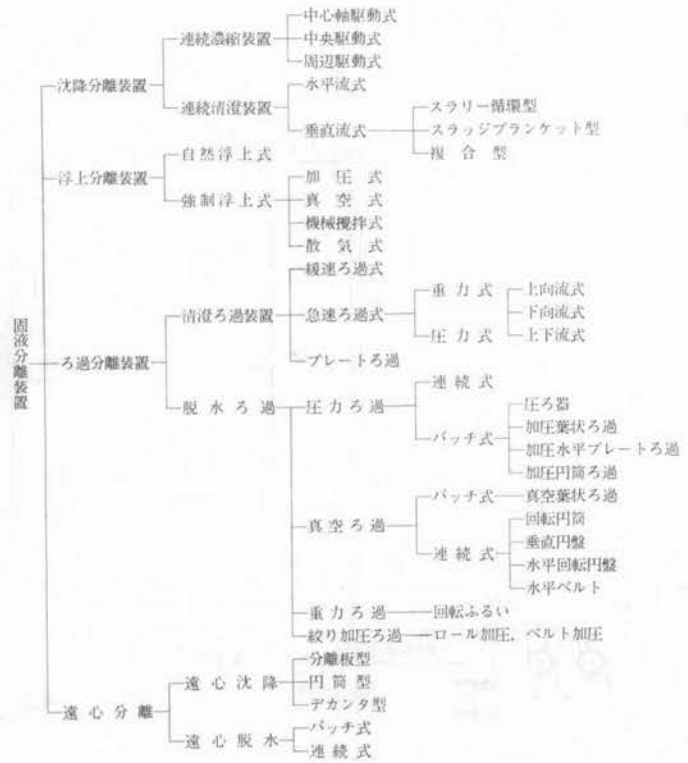 中心軸駆動式
連続濃縮装置 中央駆動式
周辺駆動式
沈降分離装置 水平流式
連続清澄装置 スラリー循環型
垂直流式 スラッジブランケット型
複合型
自然浮上式
浮上分離装置 加圧式
強制浮上式 真空式
機械攪拌式
散気式
緩速ろ過式
重力式 上向流式
清澄ろ過装置 急速ろ過式 下向流式
圧力式 上下流式
固液分離装置
ろ過分離装置 プレートろ過
連続式
脱水ろ過 圧力ろ過 圧ろ器
バッチ式 加圧葉状ろ過
加圧水平プレートろ過
加圧円筒ろ過
バッチ式 真空葉状ろ過
真空ろ過 回転円筒
連続式 垂直円盤
水平回転円盤
水平ベルト
重力ろ過 回転ふるい
絞り加圧ろ過 ロール加圧，ベルト加圧
分離板型
遠心沈降 円筒型
遠心分離 デカンタ型
遠心脱水 バッチ式
連続式